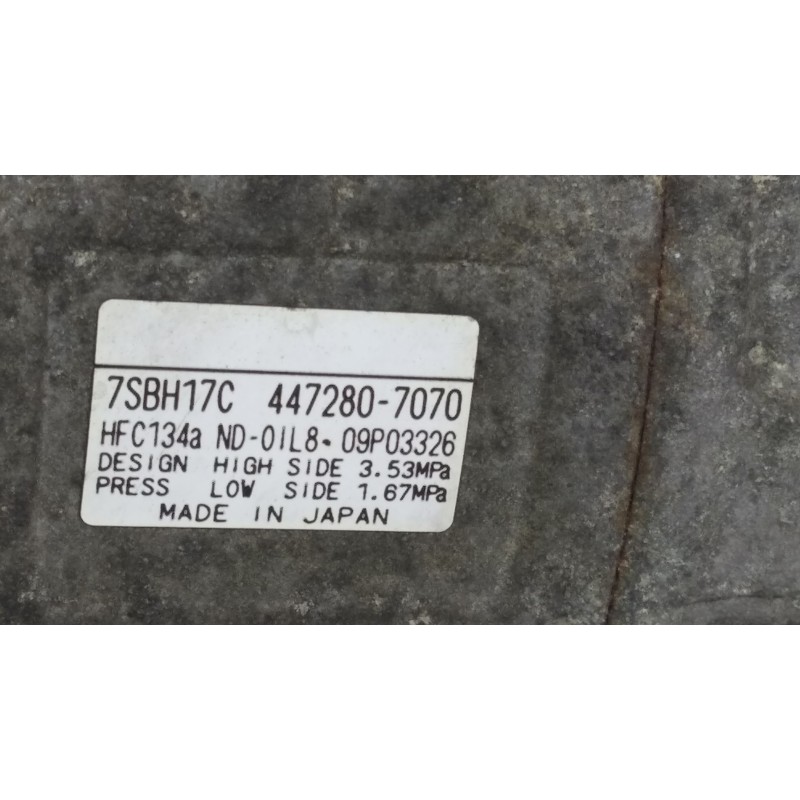 7SBH17C 447280-7070
HFC134a ND-OIL8・09P03326
DESIGN HIGH SIDE 3.53MPa
PRESS LOW SIDE 1.67MPa
MADE IN JAPAN